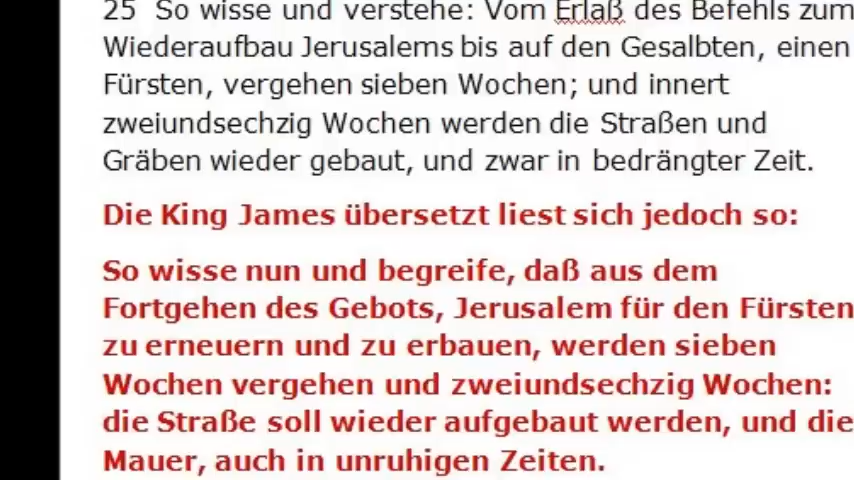 25 So wisse und verstehe: Vom Erlaß des Befehls zum
Wiederaufbau Jerusalems bis auf den Gesalbten, einen
Fürsten, vergehen sieben Wochen; und innert
zweiundsechzig Wochen werden die Straßen und
Gräben wieder gebaut, und zwar in bedrängter Zeit.
Die King James übersetzt liest sich jedoch so:
So wisse nun und begreife, daß aus dem
Fortgehen des Gebots, Jerusalem für den Fürsten
zu erneuern und zu erbauen, werden sieben
Wochen vergehen und zweiundsechzig Wochen:
die Straße soll wieder aufgebaut werden, und die
Mauer, auch in unruhigen Zeiten.